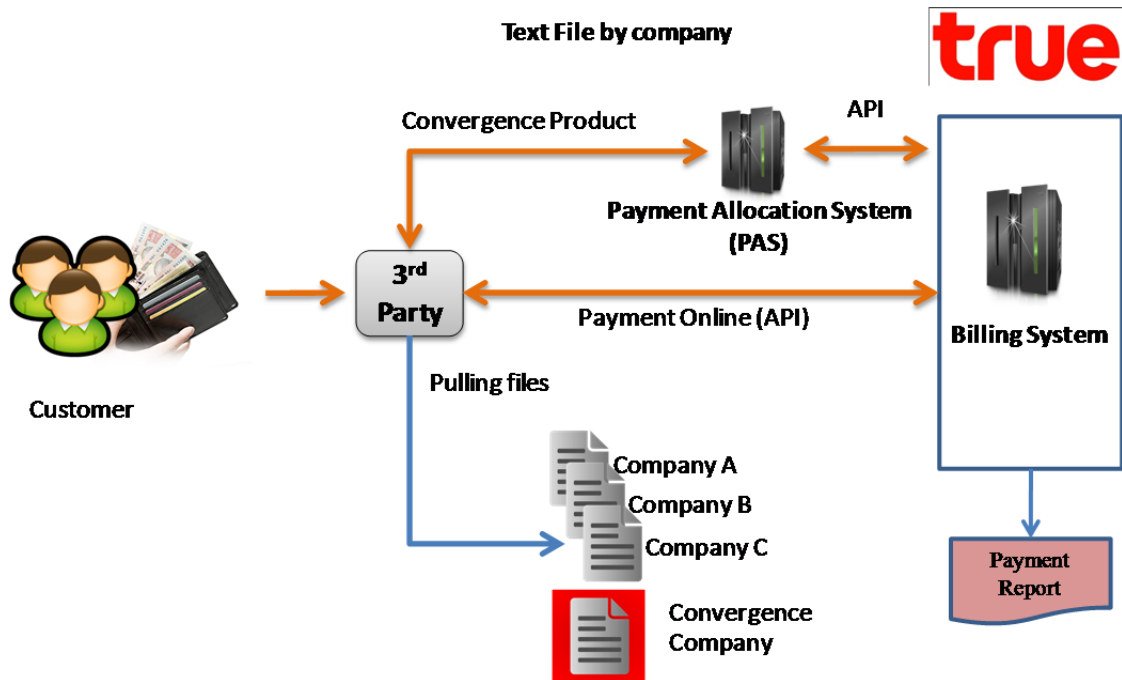 Text File by company
true
Convergence Product
API
Payment Allocation System
(PAS)
3rd
Party
Payment Online (API)
Billing System
Customer
Pulling files
Company A
Company B
Company C
Convergence
Company
Payment
Report